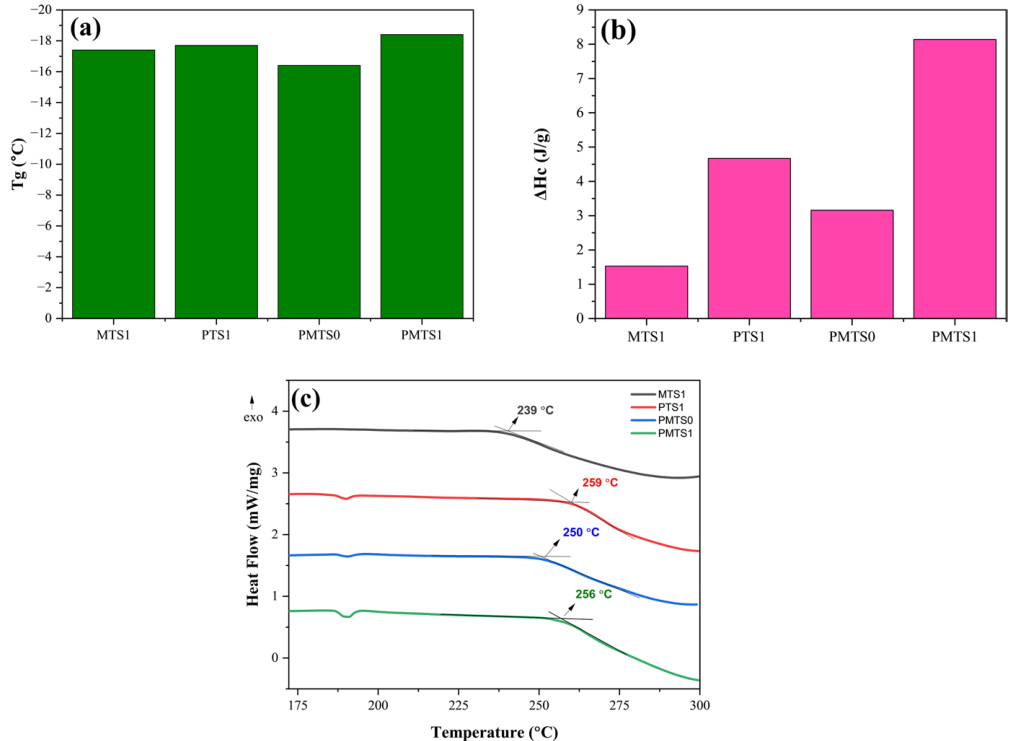 (a)
Tg (°C)
−20
−18
−16
−14
−12
−10
−8
−6
−4
−2
0
MTS1 PTS1 PMTS0 PMTS1
(b)
ΔHc (J/g)
9
8
7
6
5
4
3
2
1
0
MTS1 PTS1 PMTS0 PMTS1
(c)
exo
Heat Flow (mW/mg)
4
3
2
1
0
MTS1
PTS1
PMTS0
PMTS1
239 °C
259 °C
250 °C
256 °C
175 200 225 250 275 300
Temperature (°C)